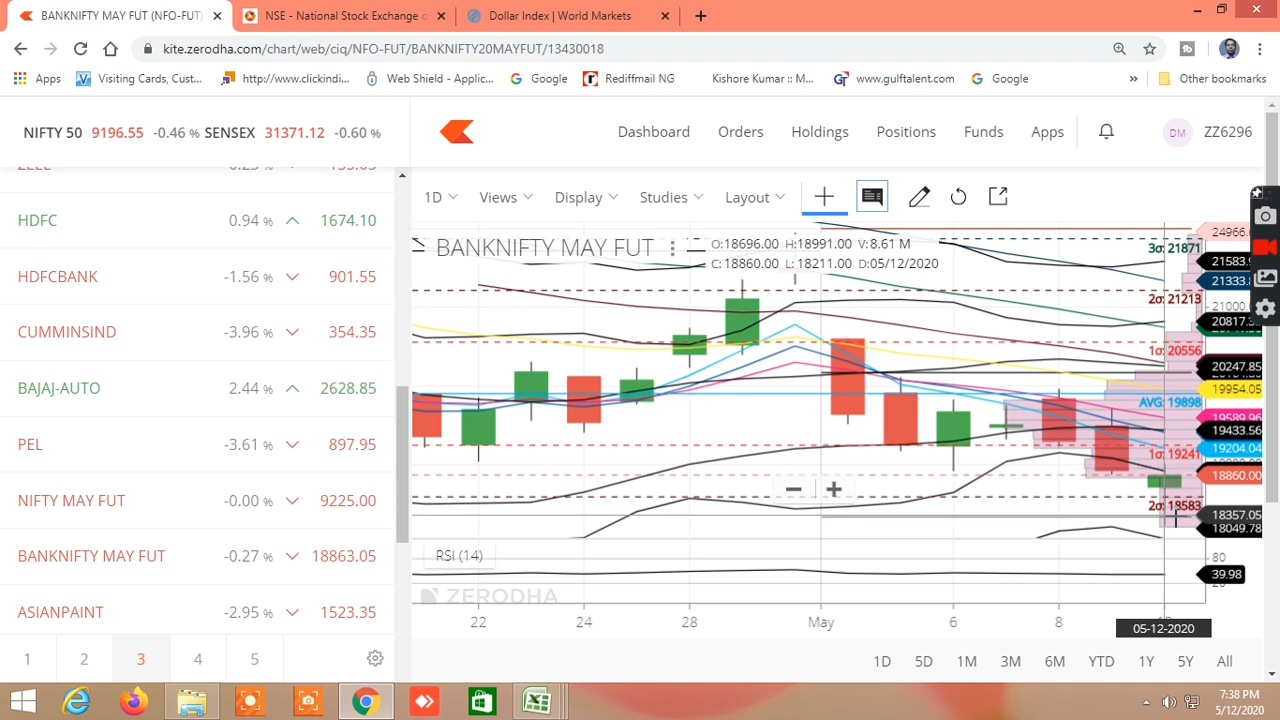 BANKNIFTY MAY FUT (NFO-FUT)
NSE - National Stock Exchange o
Dollar Index | World Markets
kite.zerodha.com/chart/web/ciq/NFO-FUT/BANKNIFTY20MAYFUT/13430018
Apps Visiting Cards, Cust... http://www.clickindi... Web Shield - Applic... Google Rediffmail NG Kishore Kumar :: M... www.gulftalent.com Google » Other bookmarks
NIFTY 50 9196.55 -0.46 % SENSEX 31371.12 -0.60 %
Dashboard Orders Holdings Positions Funds Apps DM ZZ6296
HDFC 0.94 % 1674.10
HDFCBANK -1.56 % 901.55
CUMMINSIND -3.96 % 354.35
BAJAJ-AUTO 2.44 % 2628.85
PEL -3.61 % 897.95
NIFTY MAY FUT -0.00 % 9225.00
BANKNIFTY MAY FUT -0.27 % 18863.05
ASIANPAINT -2.95 % 1523.35
1 2 3 4 5
1D Views Display Studies Layout
BANKNIFTY MAY FUT
O:18696.00 H:18991.00 V:8.61 M
C:18860.00 L:18211.00 D:05/12/2020
24966.
3σ: 21871
21583.
21333.
2σ: 21213
21000
20817.
1σ: 20556
20247.85
19954.05
AVG: 19898
19589.96
19433.56
19204.04
1σ: 19241
18860.00
2σ: 18583
18357.05
18049.78
RSI (14)
80
39.98
ZERODHA
22 24 28 May 6 8
05-12-2020
1D 5D 1M 3M 6M YTD 1Y 5Y All
7:38 PM
5/12/2020